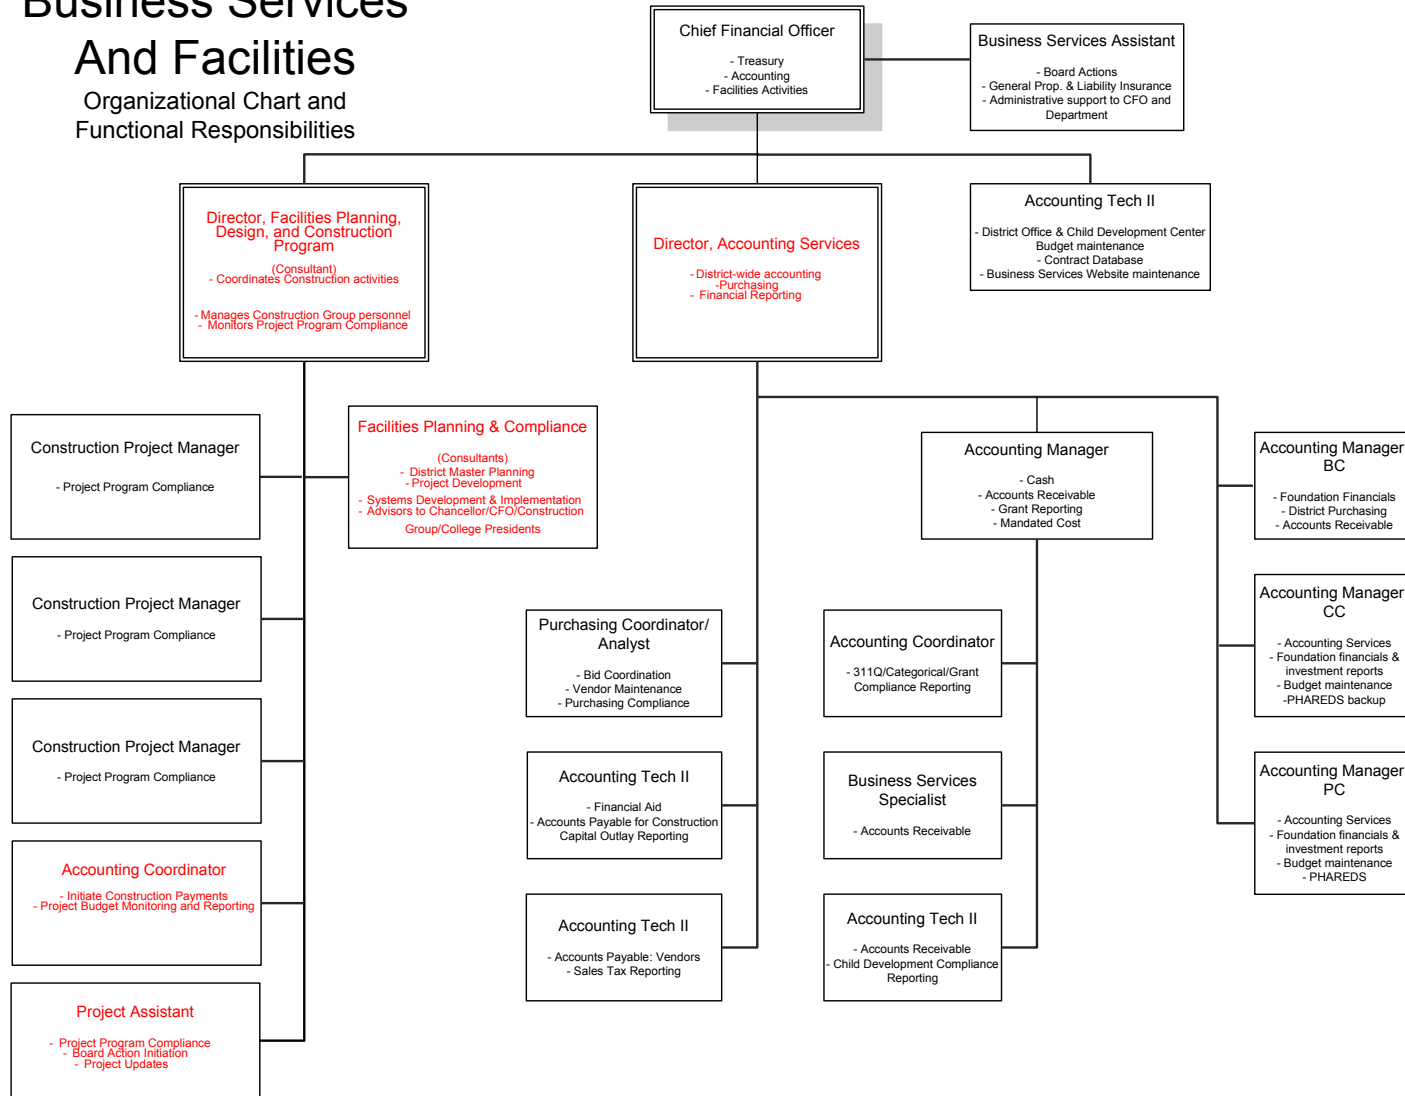 Business Services
And Facilities
Organizational Chart and
Functional Responsibilities
Chief Financial Officer
- Treasury
- Accounting
- Facilities Activities
Business Services Assistant
- Board Actions
- General Prop. & Liability Insurance
- Administrative support to CFO and
Department
Director, Facilities Planning,
Design, and Construction
Program
(Consultant)
- Coordinates Construction activities
- Manages Construction Group personnel
- Monitors Project Program Compliance
Director, Accounting Services
- District-wide accounting
-Purchasing
- Financial Reporting
Accounting Tech II
- District Office & Child Development Center
Budget maintenance
- Contract Database
- Business Services Website maintenance
Construction Project Manager
- Project Program Compliance
Facilities Planning & Compliance
(Consultants)
- District Master Planning
- Project Development
- Systems Development & Implementation
- Advisors to Chancellor/CFO/Construction
Group/College Presidents
Accounting Manager
- Cash
- Accounts Receivable
- Grant Reporting
- Mandated Cost
Accounting Manager
BC
- Foundation Financials
- District Purchasing
- Accounts Receivable
Construction Project Manager
- Project Program Compliance
Purchasing Coordinator/
Analyst
- Bid Coordination
- Vendor Maintenance
- Purchasing Compliance
Accounting Coordinator
- 311Q/Categorical/Grant
Compliance Reporting
Accounting Manager
CC
- Accounting Services
- Foundation financials &
investment reports
- Budget maintenance
-PHAREDS backup
Construction Project Manager
- Project Program Compliance
Accounting Tech II
- Financial Aid
- Accounts Payable for Construction
Capital Outlay Reporting
Business Services
Specialist
- Accounts Receivable
Accounting Manager
PC
- Accounting Services
- Foundation financials &
investment reports
- Budget maintenance
- PHAREDS
Accounting Coordinator
- Initiate Construction Payments
- Project Budget Monitoring and Reporting
Accounting Tech II
- Accounts Payable: Vendors
- Sales Tax Reporting
Accounting Tech II
- Accounts Receivable
- Child Development Compliance
Reporting
Project Assistant
- Project Program Compliance
- Board Action Initiation
- Project Updates